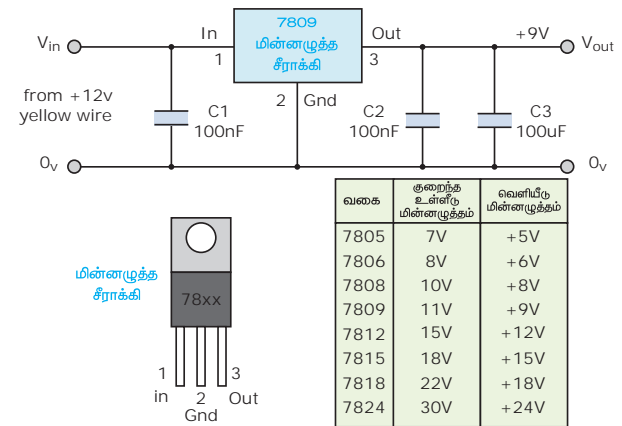 7809
மின்னழுத்த
சீராக்கி
In
Out
1
3
Vin
+9V
Vout
from +12v
yellow wire
2 Gnd
C1
100nF
C2
100nF
C3
100uF
0v
0v
வகை
குறைந்த
உள்ளீடு
மின்னழுத்தம்
வெளியீடு
மின்னழுத்தம்
7805 7V +5V
7806 8V +6V
7808 10V +8V
7809 11V +9V
7812 15V +12V
7815 18V +15V
7818 22V +18V
7824 30V +24V
மின்னழுத்த
சீராக்கி
78xx
1
in
2
Gnd
3
Out